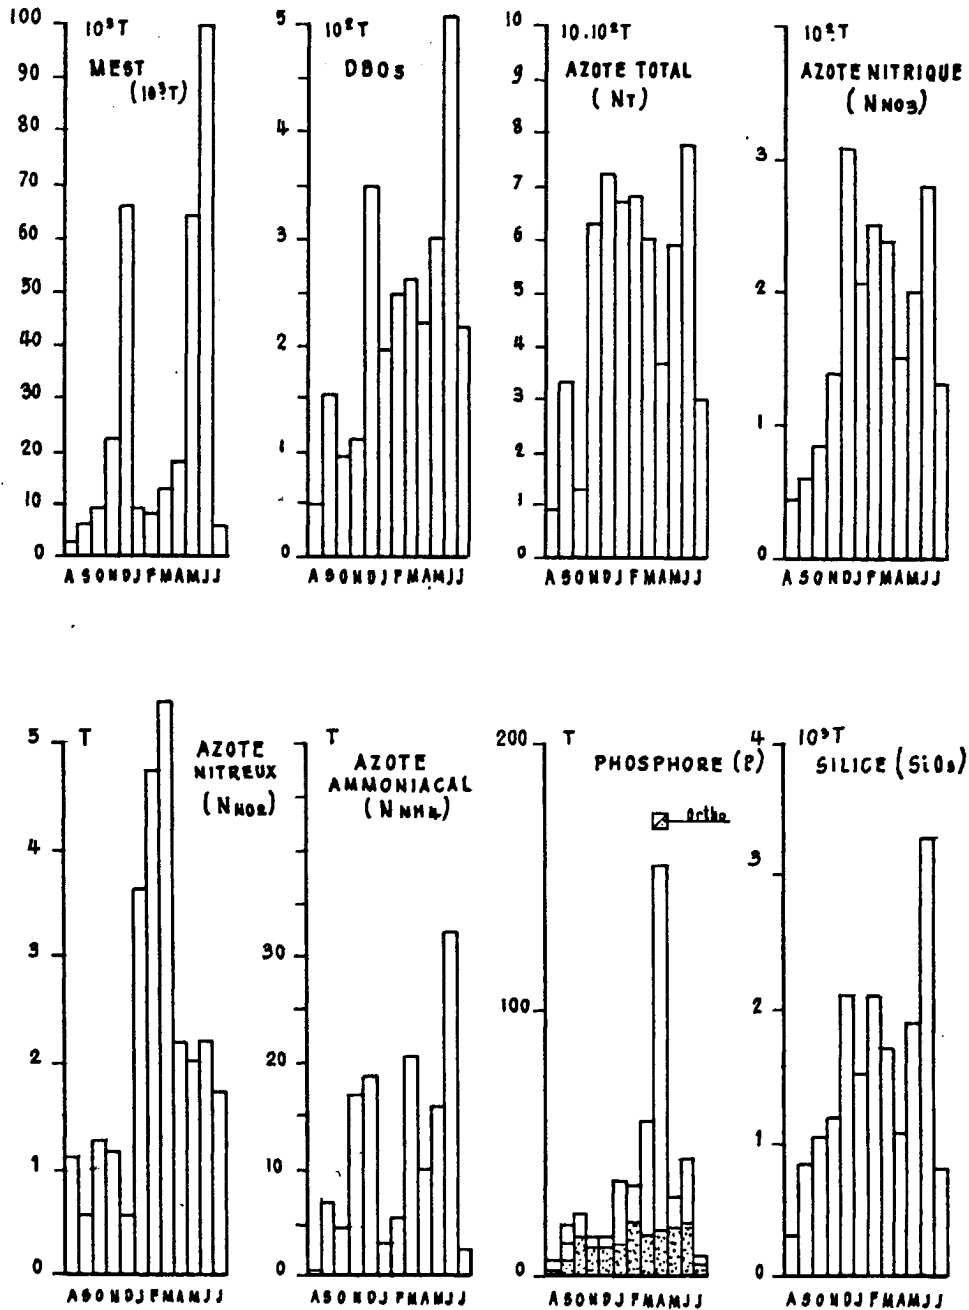 100
90
80
70
60
50
40
30
20
10
0
10³T
MEST
(10³T)
A S O N D J F M A M J J
5
4
3
2
1
0
10²T
DBO5
A S O N D J F M A M J J
10
9
8
7
6
5
4
3
2
1
0
10.10²T
AZOTE TOTAL
(NT)
A S O N D J F M A M J J
3
2
1
0
10²T
AZOTE NITRIQUE
(NNO3)
A S O N D J F M A M J J
5
4
3
2
1
0
T
AZOTE
NITREUX
(NNO2)
A S O N D J F M A M J J
30
20
10
0
T
AZOTE
AMMONIACAL
(NNH4)
A S O N D J F M A M J J
200
100
0
T
PHOSPHORE (P)
Ortho
A S O N D J F M A M J J
4
3
2
1
0
10³T
SILICE (SiO2)
A S O N D J F M A M J J